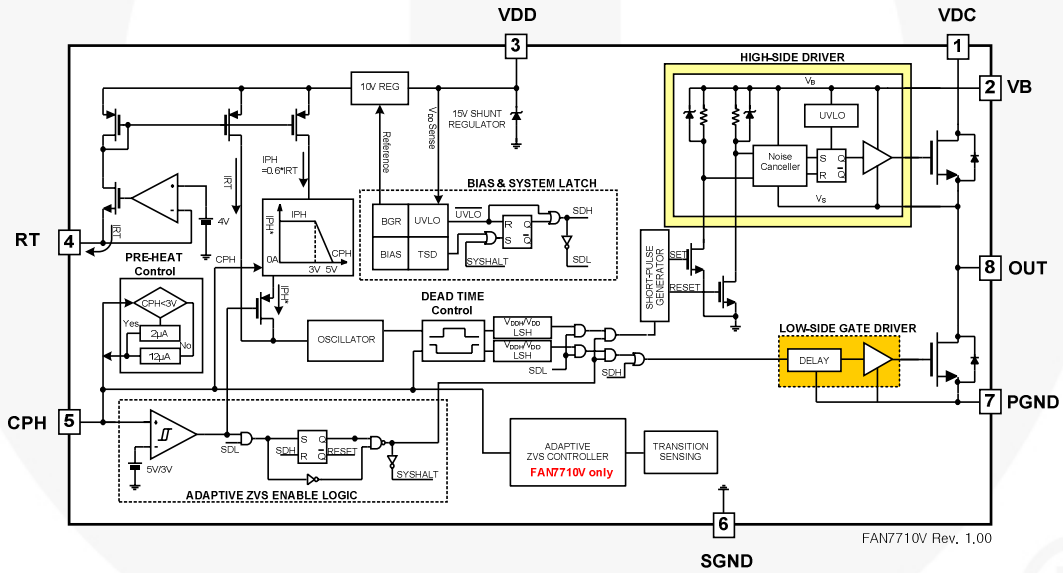 VDD
3
VDC
1
HIGH-SIDE DRIVER
VB
2
VB
10V REG
VDD Sense
15V SHUNT
REGULATOR
Reference
UVLO
Noise
Canceller
S Q
R Q
VS
IRT
IPH
=0.6*IRT
BIAS & SYSTEM LATCH
4V
IPH
IPH*
CPH
0A
3V 5V
BGR
UVLO
UVLO
BIAS
TSD
R Q
S Q
SYSHALT
SDH
SDL
RT
4
IRT
CPH
PRE-HEAT
Control
CPH<3V
Yes
No
2µA
12µA
IPH*
SHORT-PULSE
GENERATOR
SET
RESET
8
OUT
DEAD TIME
Control
OSCILLATOR
VDDH/VDD
LSH
VDDH/VDD
LSH
SDL
SDH
LOW-SIDE GATE DRIVER
DELAY
7
PGND
CPH
5
5V/3V
SDL
SDH
S Q
R Q
RESET
SYSHALT
ADAPTIVE ZVS ENABLE LOGIC
ADAPTIVE
ZVS CONTROLLER
FAN7710V only
TRANSITION
SENSING
6
SGND
FAN7710V Rev. 1.00